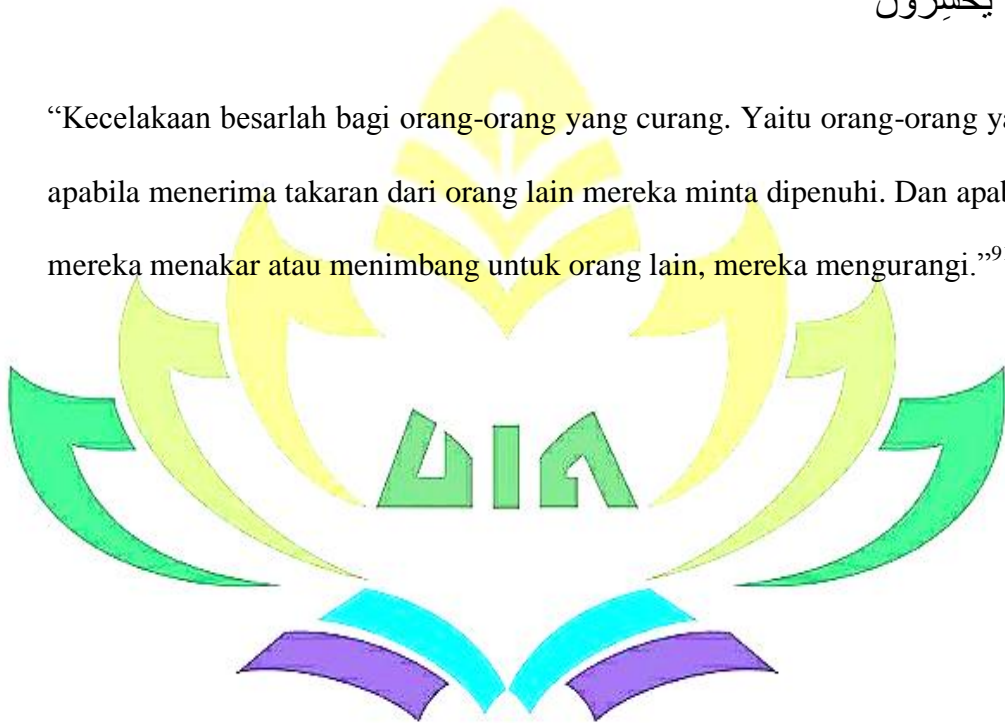 يُخْسِرُونَ
“Kecelakaan besarlah bagi orang-orang yang curang. Yaitu orang-orang ya
apabila menerima takaran dari orang lain mereka minta dipenuhi. Dan apab
mereka menakar atau menimbang untuk orang lain, mereka mengurangi.”9